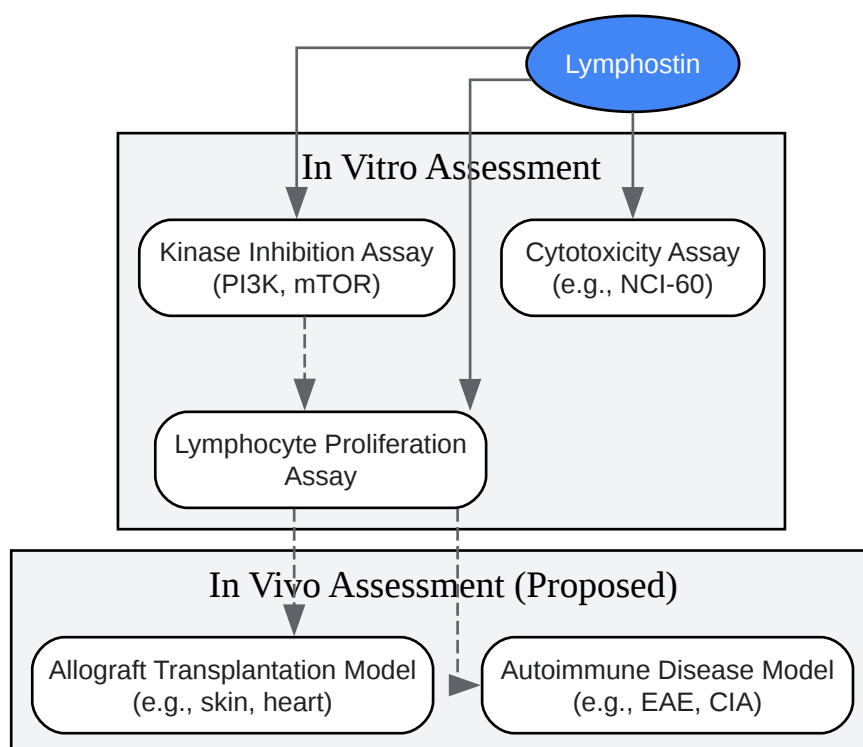 Lymphostin
In Vitro Assessment
Kinase Inhibition Assay
(PI3K, mTOR)
Cytotoxicity Assay
(e.g., NCI-60)
Lymphocyte Proliferation
Assay
In Vivo Assessment (Proposed)
Allograft Transplantation Model
(e.g., skin, heart)
Autoimmune Disease Model
(e.g., EAE, CIA)